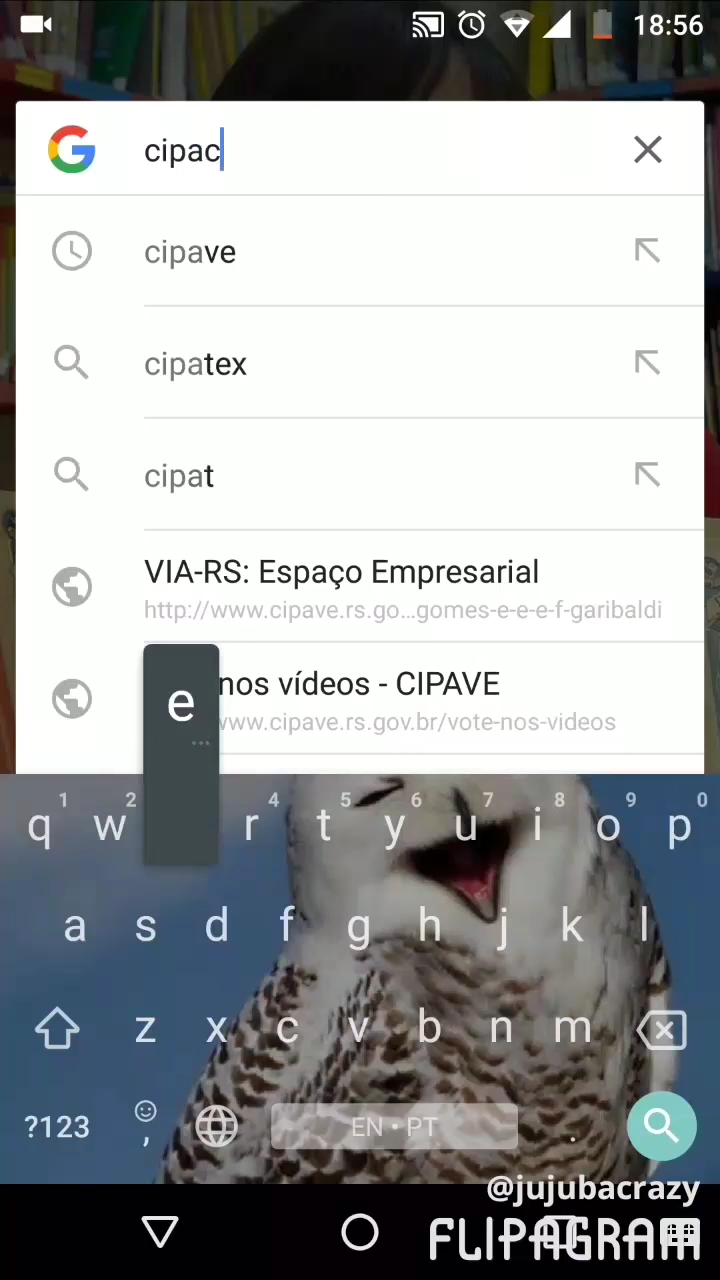 18:56
cipac
cipave
cipatex
cipat
VIA-RS: Espaço Empresarial
http://www.cipave.rs.go...gomes-e-e-e-f-garibaldi
nos vídeos - CIPAVE
www.cipave.rs.gov.br/vote-nos-videos
e
1 2 4 5 6 7 8 9 0
q w r t y u i o p
a s d f g h j k l
z x c v b n m
?123 , EN • PT .
@jujubacrazy
FLIPAGRAM